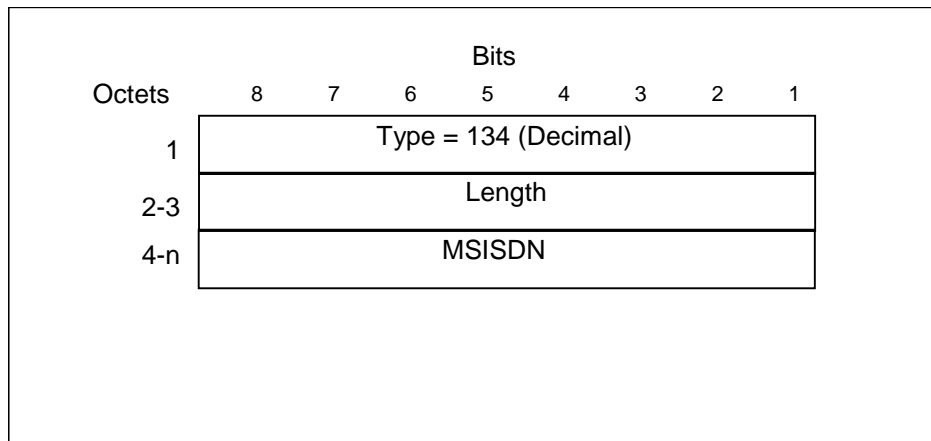 Bits
Octets 8 7 6 5 4 3 2 1
1 Type = 134 (Decimal)
2-3 Length
4-n MSISDN